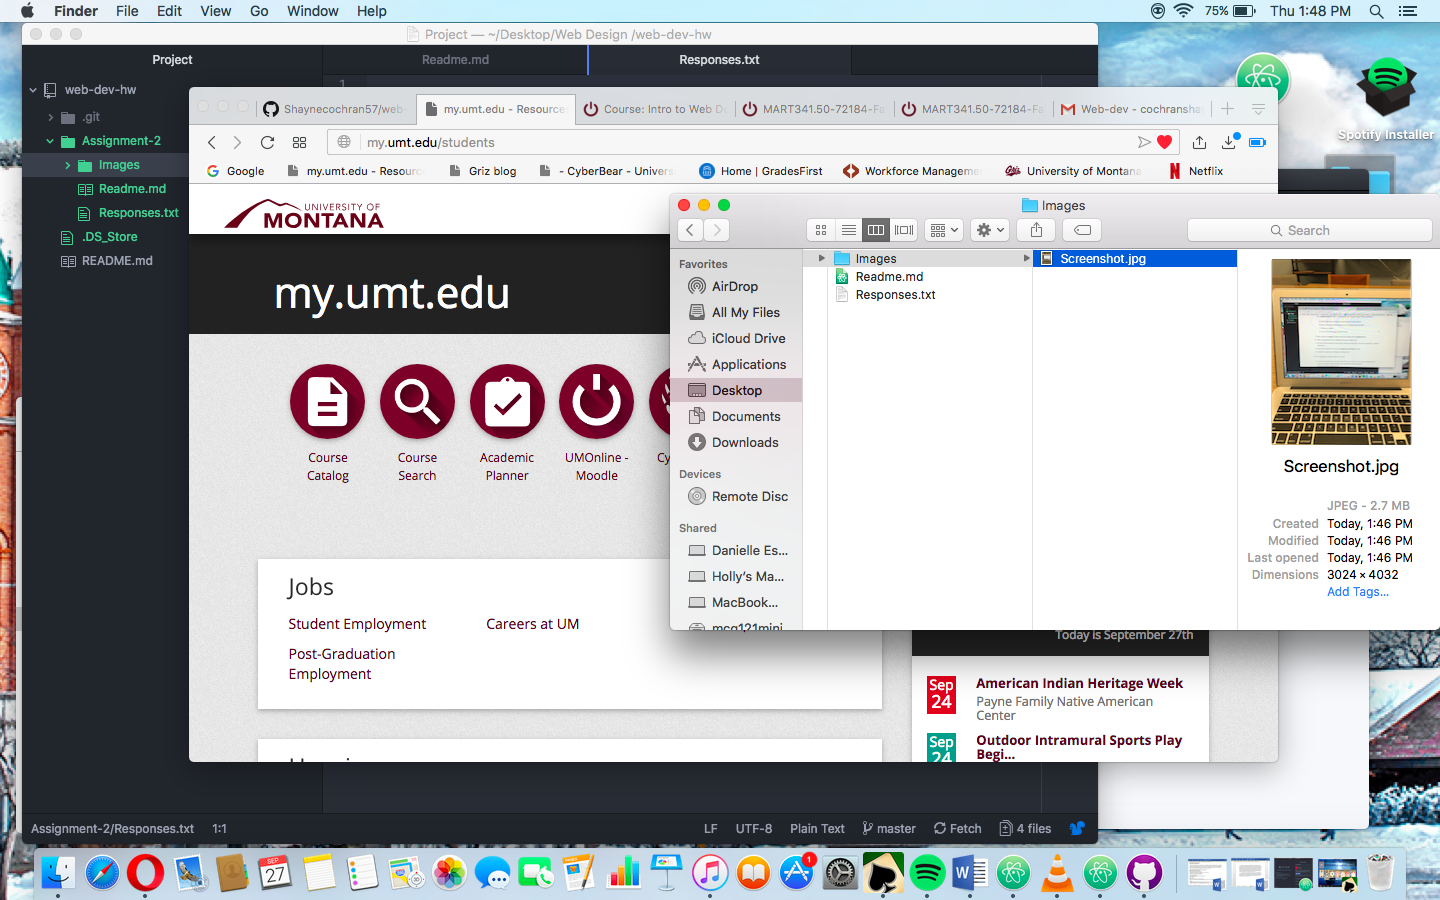 Finder File Edit View Go Window Help
75% Thu 1:48 PM
Project — ~/Desktop/Web Design /web-dev-hw
Project
Readme.md
Responses.txt
1
web-dev-hw
.git
Assignment-2
Images
Readme.md
Responses.txt
.DS_Store
README.md
Shaynecochran57/web-
my.umt.edu - Resource
Course: Intro to Web D
MART341.50-72184-Fa
MART341.50-72184-Fa
Web-dev - cochransha
my.umt.edu/students
Google
my.umt.edu - Resourc
Griz blog
- CyberBear - Univers
Home | GradesFirst
Workforce Manageme
University of Montana
Netflix
UNIVERSITY OF
MONTANA
my.umt.edu
Course
Catalog
Course
Search
Academic
Planner
UMOnline -
Moodle
Cy
Jobs
Student Employment
Careers at UM
Post-Graduation
Employment
Today is September 27th
Sep
24
American Indian Heritage Week
Payne Family Native American
Center
Sep
24
Outdoor Intramural Sports Play
Begi...
Images
Search
Favorites
AirDrop
All My Files
iCloud Drive
Applications
Desktop
Documents
Downloads
Devices
Remote Disc
Shared
Danielle Es...
Holly's Ma...
MacBook...
mcg121mini
Images
Readme.md
Responses.txt
Screenshot.jpg
Screenshot.jpg
JPEG - 2.7 MB
Created Today, 1:46 PM
Modified Today, 1:46 PM
Last opened Today, 1:46 PM
Dimensions 3024 × 4032
Add Tags...
Spotify Installer
Assignment-2/Responses.txt 1:1
LF UTF-8 Plain Text master Fetch 4 files
SEP
27
1